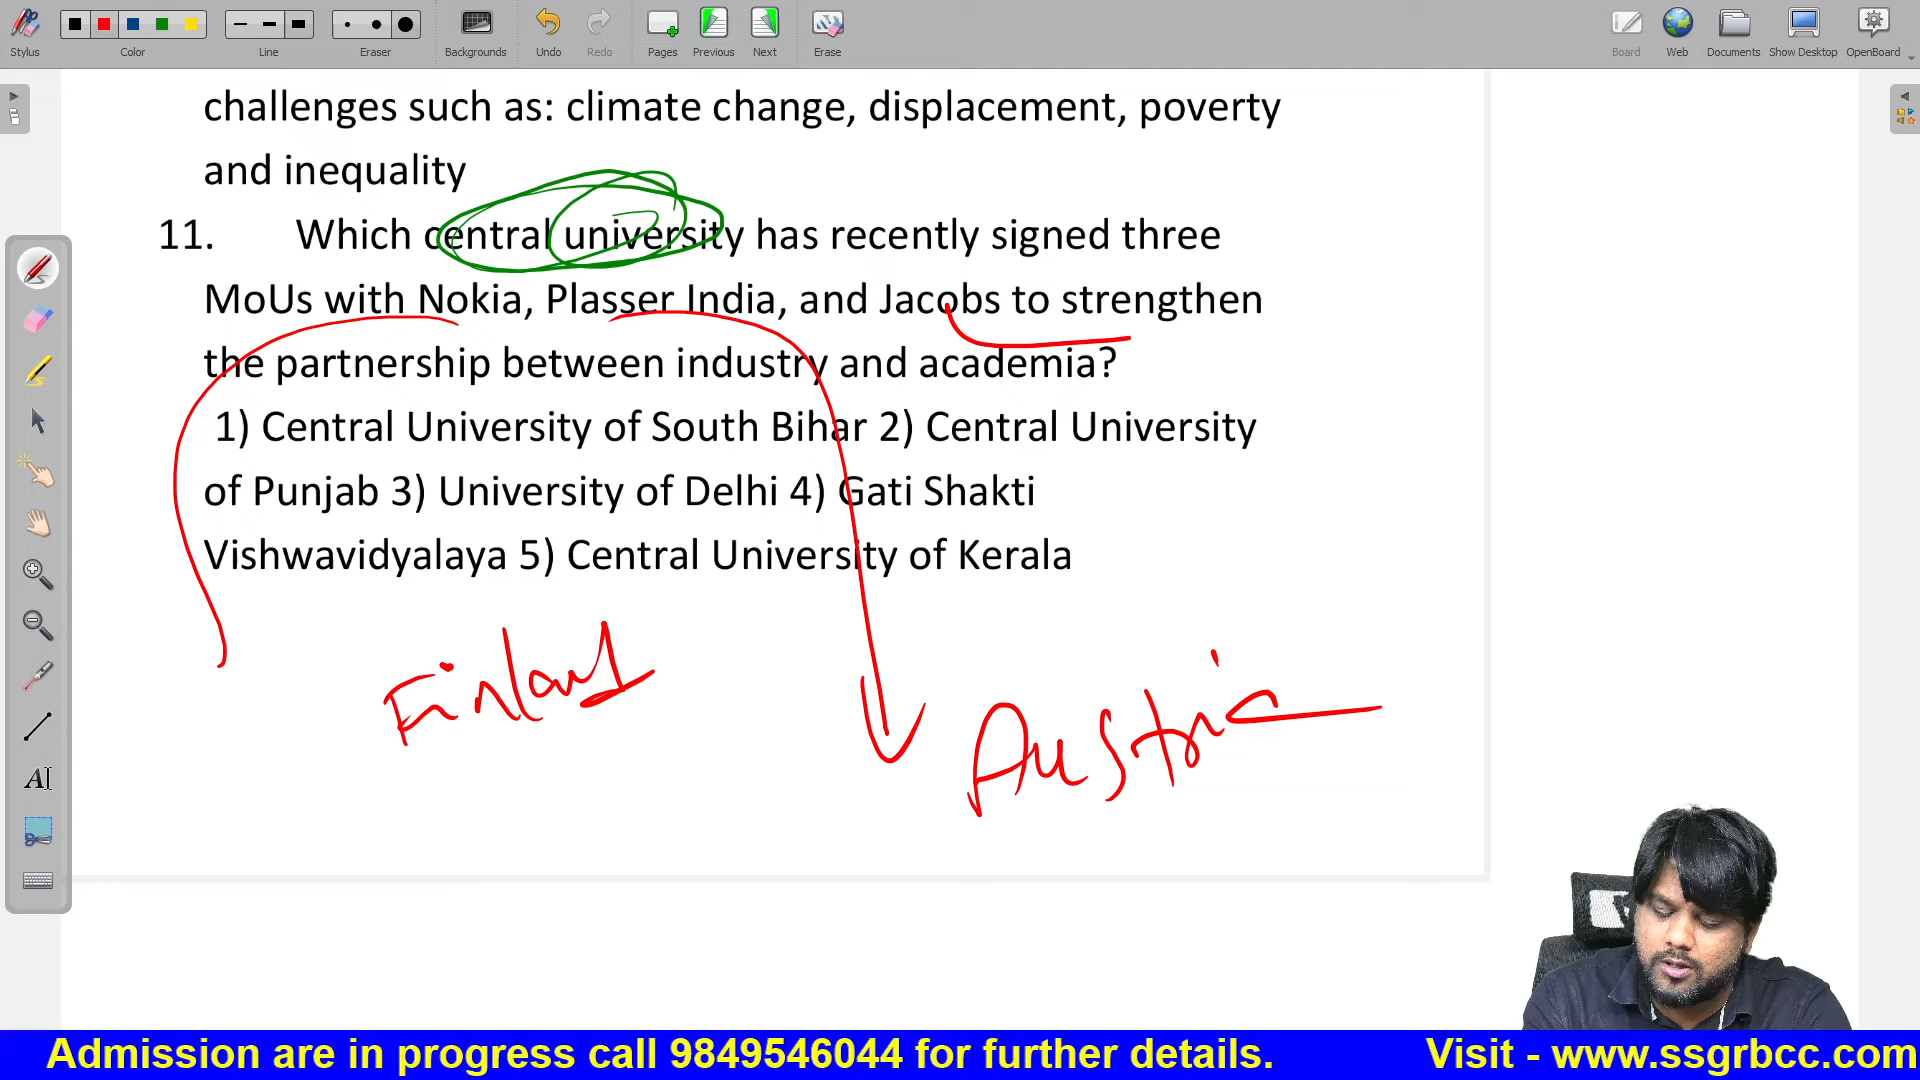 Stylus
Color
Line
Eraser
Backgrounds
Undo
Redo
Pages
Previous
Next
Erase
Board
Web
Documents
Show Desktop
OpenBoard
challenges such as: climate change, displacement, poverty
and inequality
11. Which central university has recently signed three
MoUs with Nokia, Plasser India, and Jacobs to strengthen
the partnership between industry and academia?
1) Central University of South Bihar 2) Central University
of Punjab 3) University of Delhi 4) Gati Shakti
Vishwavidyalaya 5) Central University of Kerala
Finland
Austria
Admission are in progress call 9849546044 for further details.
Visit - www.ssgrbcc.com